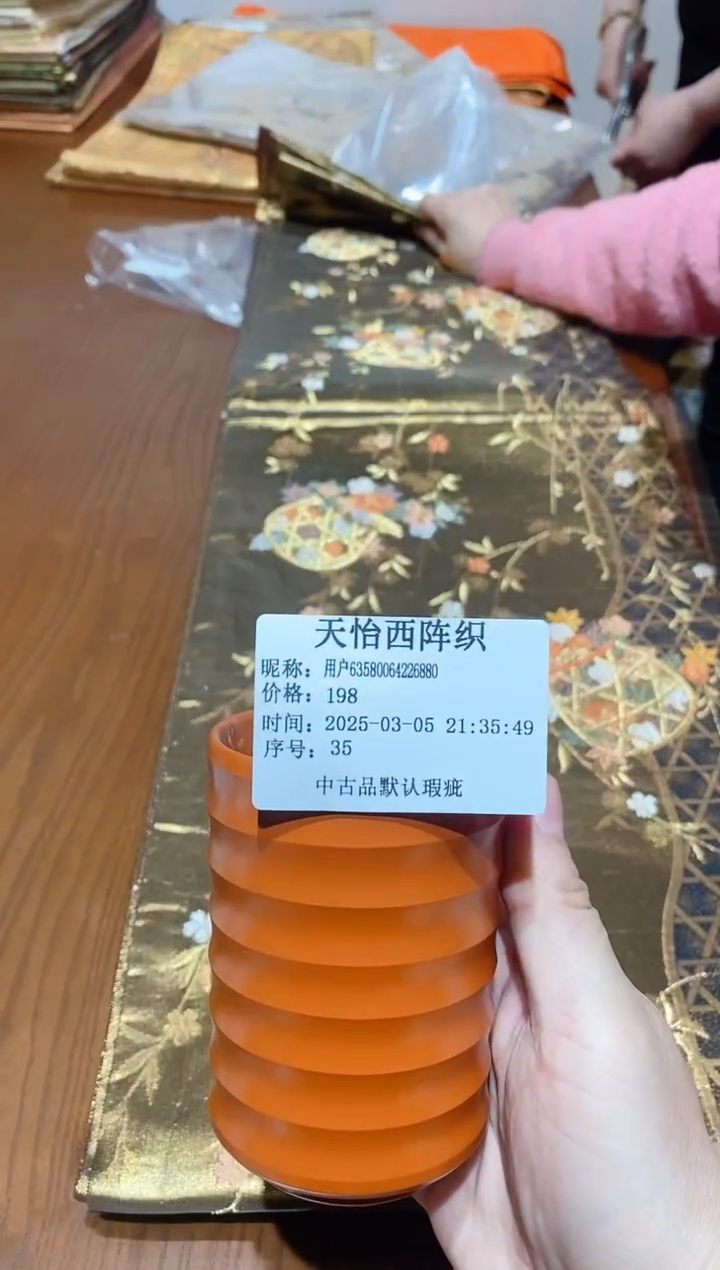 天怡西阵织
昵称：用户63580064226880
价格：198
时间：2025-03-05 21:35:49
序号：35
中古品默认瑕疵